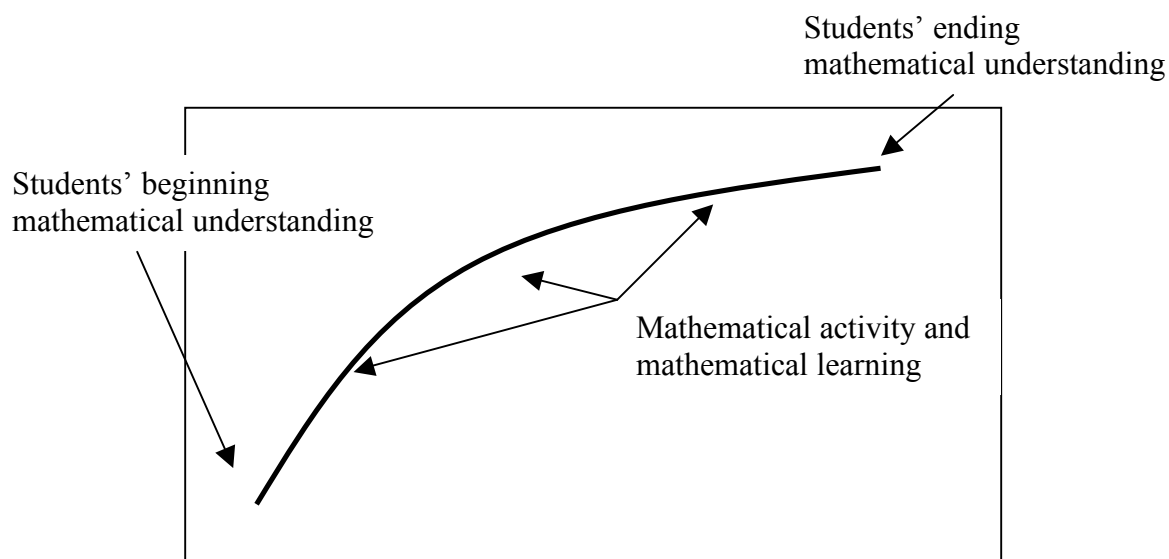 Students’ ending
mathematical understanding
Students’ beginning
mathematical understanding
Mathematical activity and
mathematical learning